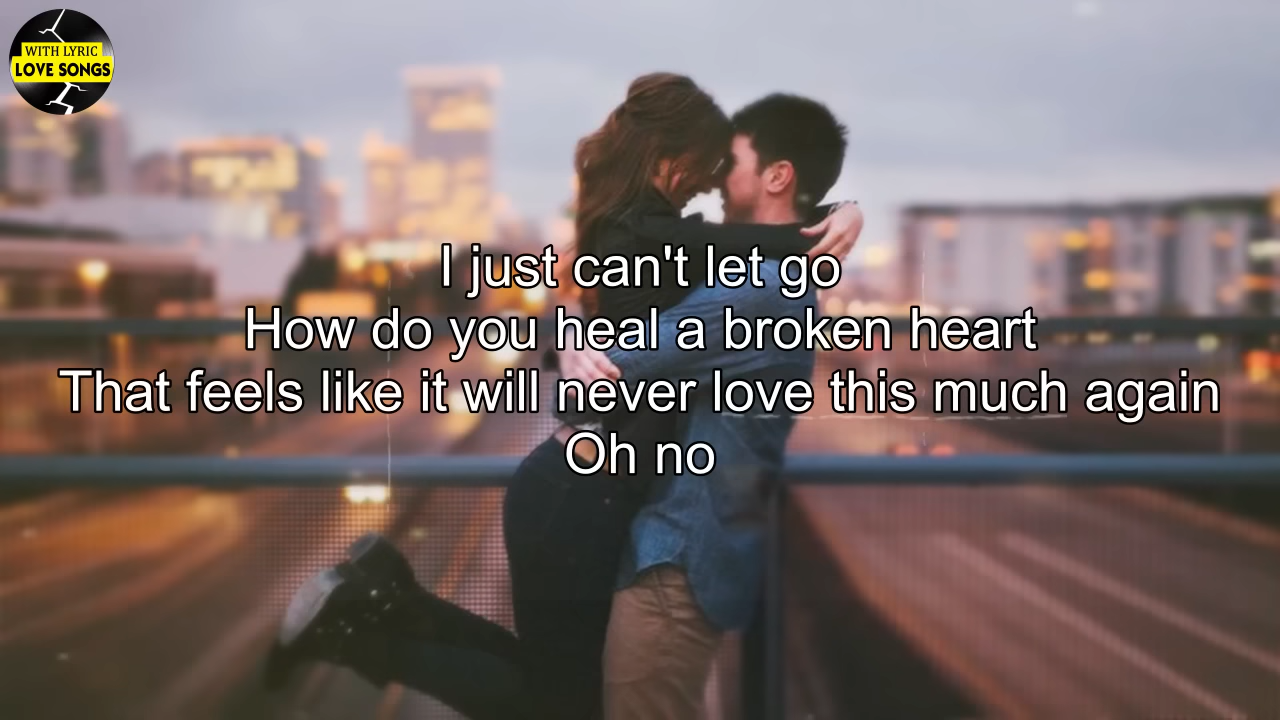 WITH LYRIC
LOVE SONGS
I just can't let go
How do you heal a broken heart
That feels like it will never love this much again
Oh no